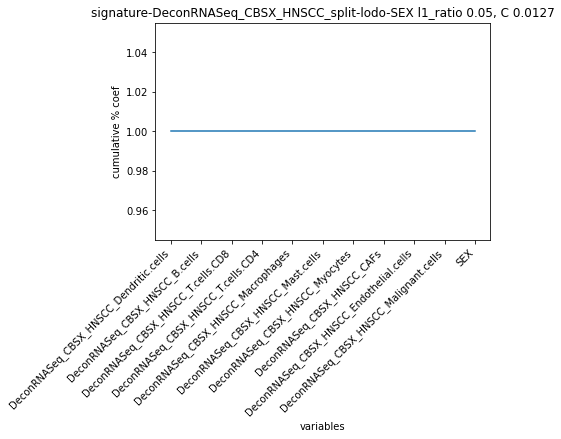 signature-DeconRNASeq_CBSX_HNSCC_split-lodo-SEX l1_ratio 0.05, C 0.0127
1.04
1.02
1.00
0.98
0.96
cumulative % coef
DeconRNASeq_CBSX_HNSCC_Dendritic.cells
DeconRNASeq_CBSX_HNSCC_B.cells
DeconRNASeq_CBSX_HNSCC_T.cells.CD8
DeconRNASeq_CBSX_HNSCC_T.cells.CD4
DeconRNASeq_CBSX_HNSCC_Macrophages
DeconRNASeq_CBSX_HNSCC_Mast.cells
DeconRNASeq_CBSX_HNSCC_Myocytes
DeconRNASeq_CBSX_HNSCC_CAFs
DeconRNASeq_CBSX_HNSCC_Endothelial.cells
DeconRNASeq_CBSX_HNSCC_Malignant.cells
SEX
variables